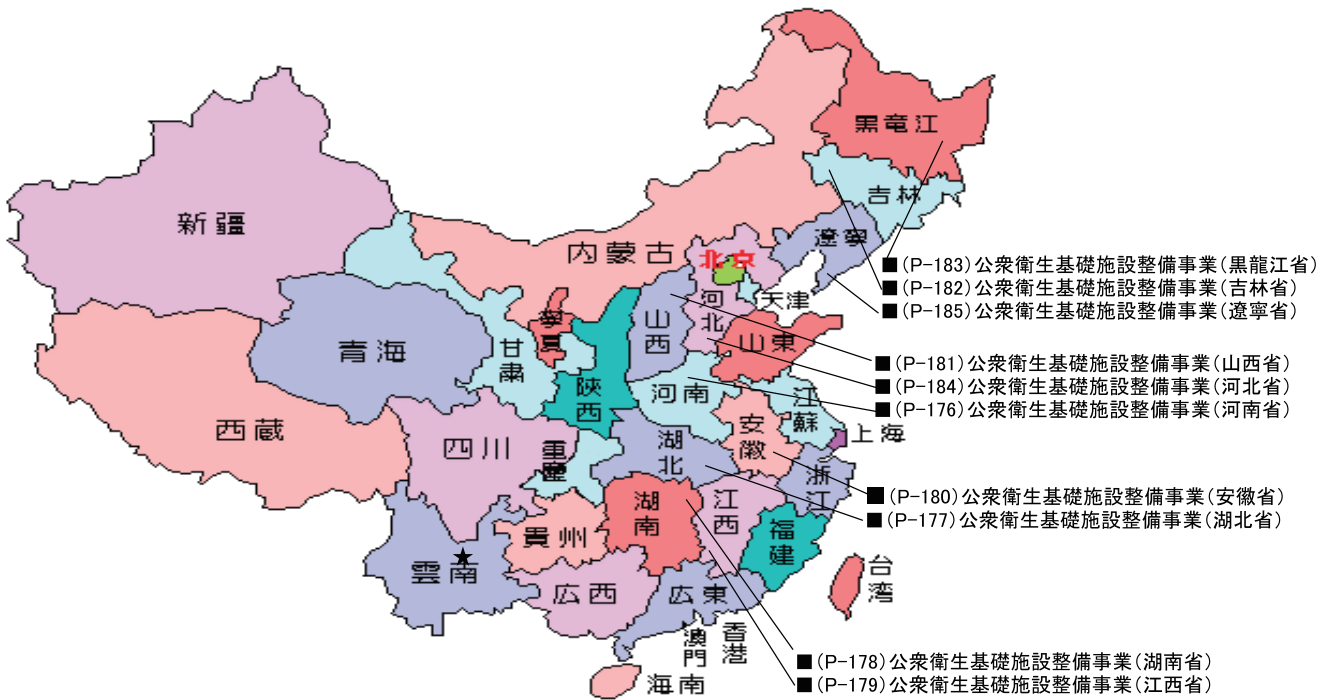 黒竜江
吉林
遼寧
新疆
内蒙古
北京
河北
天津
山西
山東
寧夏
青海
甘粛
陝西
河南
江蘇
西蔵
四川
重慶
湖北
安徽
上海
浙江
湖南
江西
貴州
福建
雲南
★
広西
広東
台湾
澳門
香港
海南
■(P-183)公衆衛生基礎施設整備事業(黒龍江省)
■(P-182)公衆衛生基礎施設整備事業(吉林省)
■(P-185)公衆衛生基礎施設整備事業(遼寧省)
■(P-181)公衆衛生基礎施設整備事業(山西省)
■(P-184)公衆衛生基礎施設整備事業(河北省)
■(P-176)公衆衛生基礎施設整備事業(河南省)
■(P-180)公衆衛生基礎施設整備事業(安徽省)
■(P-177)公衆衛生基礎施設整備事業(湖北省)
■(P-178)公衆衛生基礎施設整備事業(湖南省)
■(P-179)公衆衛生基礎施設整備事業(江西省)